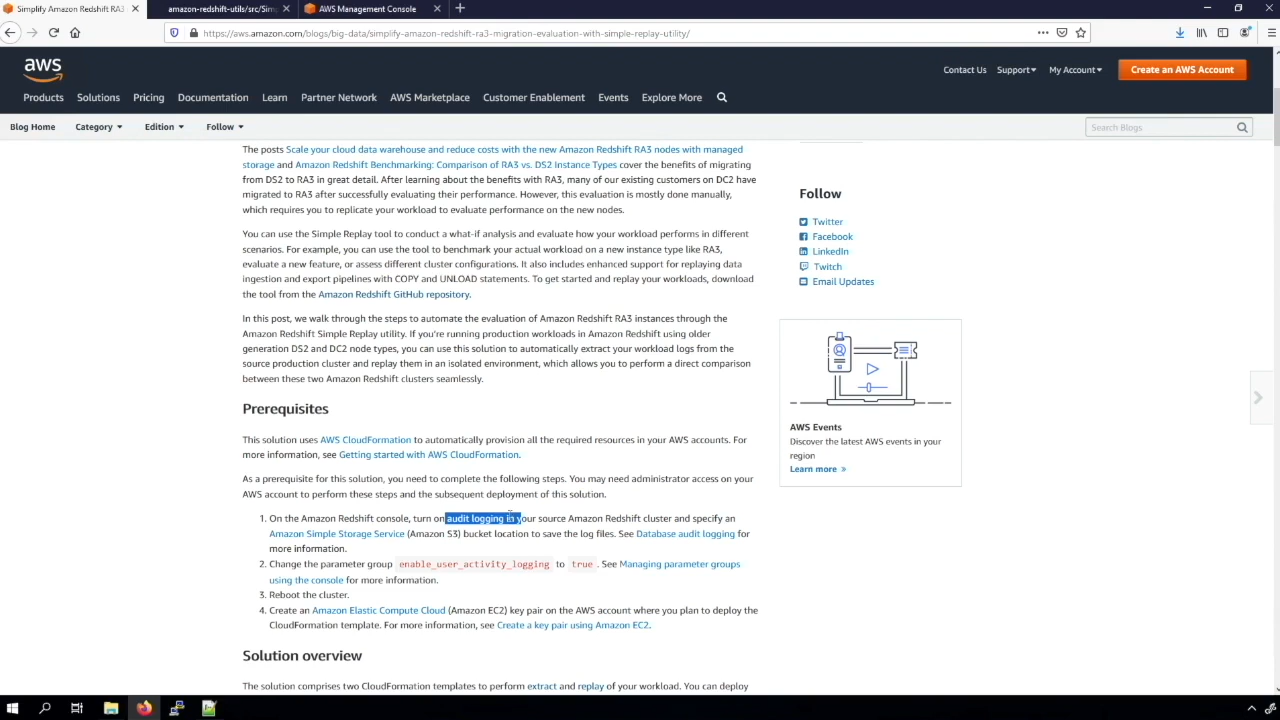 Simplify Amazon Redshift RA3
amazon-redshift-utils/src/Sim
AWS Management Console
https://aws.amazon.com/blogs/big-data/simplify-amazon-redshift-ra3-migration-evaluation-with-simple-replay-utility/
aws
Contact Us Support My Account Create an AWS Account
Products Solutions Pricing Documentation Learn Partner Network AWS Marketplace Customer Enablement Events Explore More
Blog Home Category Edition Follow
Search Blogs
The posts Scale your cloud data warehouse and reduce costs with the new Amazon Redshift RA3 nodes with managed
storage and Amazon Redshift Benchmarking: Comparison of RA3 vs. DS2 Instance Types cover the benefits of migrating
from DS2 to RA3 in great detail. After learning about the benefits with RA3, many of our existing customers on DC2 have
migrated to RA3 after successfully evaluating their performance. However, this evaluation is mostly done manually,
which requires you to replicate your workload to evaluate performance on the new nodes.
You can use the Simple Replay tool to conduct a what-if analysis and evaluate how your workload performs in different
scenarios. For example, you can use the tool to benchmark your actual workload on a new instance type like RA3,
evaluate a new feature, or assess different cluster configurations. It also includes enhanced support for replaying data
ingestion and export pipelines with COPY and UNLOAD statements. To get started and replay your workloads, download
the tool from the Amazon Redshift GitHub repository.
In this post, we walk through the steps to automate the evaluation of Amazon Redshift RA3 instances through the
Amazon Redshift Simple Replay utility. If you're running production workloads in Amazon Redshift using older
generation DS2 and DC2 node types, you can use this solution to automatically extract your workload logs from the
source production cluster and replay them in an isolated environment, which allows you to perform a direct comparison
between these two Amazon Redshift clusters seamlessly.
Prerequisites
This solution uses AWS CloudFormation to automatically provision all the required resources in your AWS accounts. For
more information, see Getting started with AWS CloudFormation.
As a prerequisite for this solution, you need to complete the following steps. You may need administrator access on your
AWS account to perform these steps and the subsequent deployment of this solution.
1. On the Amazon Redshift console, turn on audit logging in your source Amazon Redshift cluster and specify an
Amazon Simple Storage Service (Amazon S3) bucket location to save the log files. See Database audit logging for
more information.
2. Change the parameter group enable_user_activity_logging to true. See Managing parameter groups
using the console for more information.
3. Reboot the cluster.
4. Create an Amazon Elastic Compute Cloud (Amazon EC2) key pair on the AWS account where you plan to deploy the
CloudFormation template. For more information, see Create a key pair using Amazon EC2.
Solution overview
The solution comprises two CloudFormation templates to perform extract and replay of your workload. You can deploy
Follow
Twitter
Facebook
LinkedIn
Twitch
Email Updates
AWS Events
Discover the latest AWS events in your
region
Learn more »